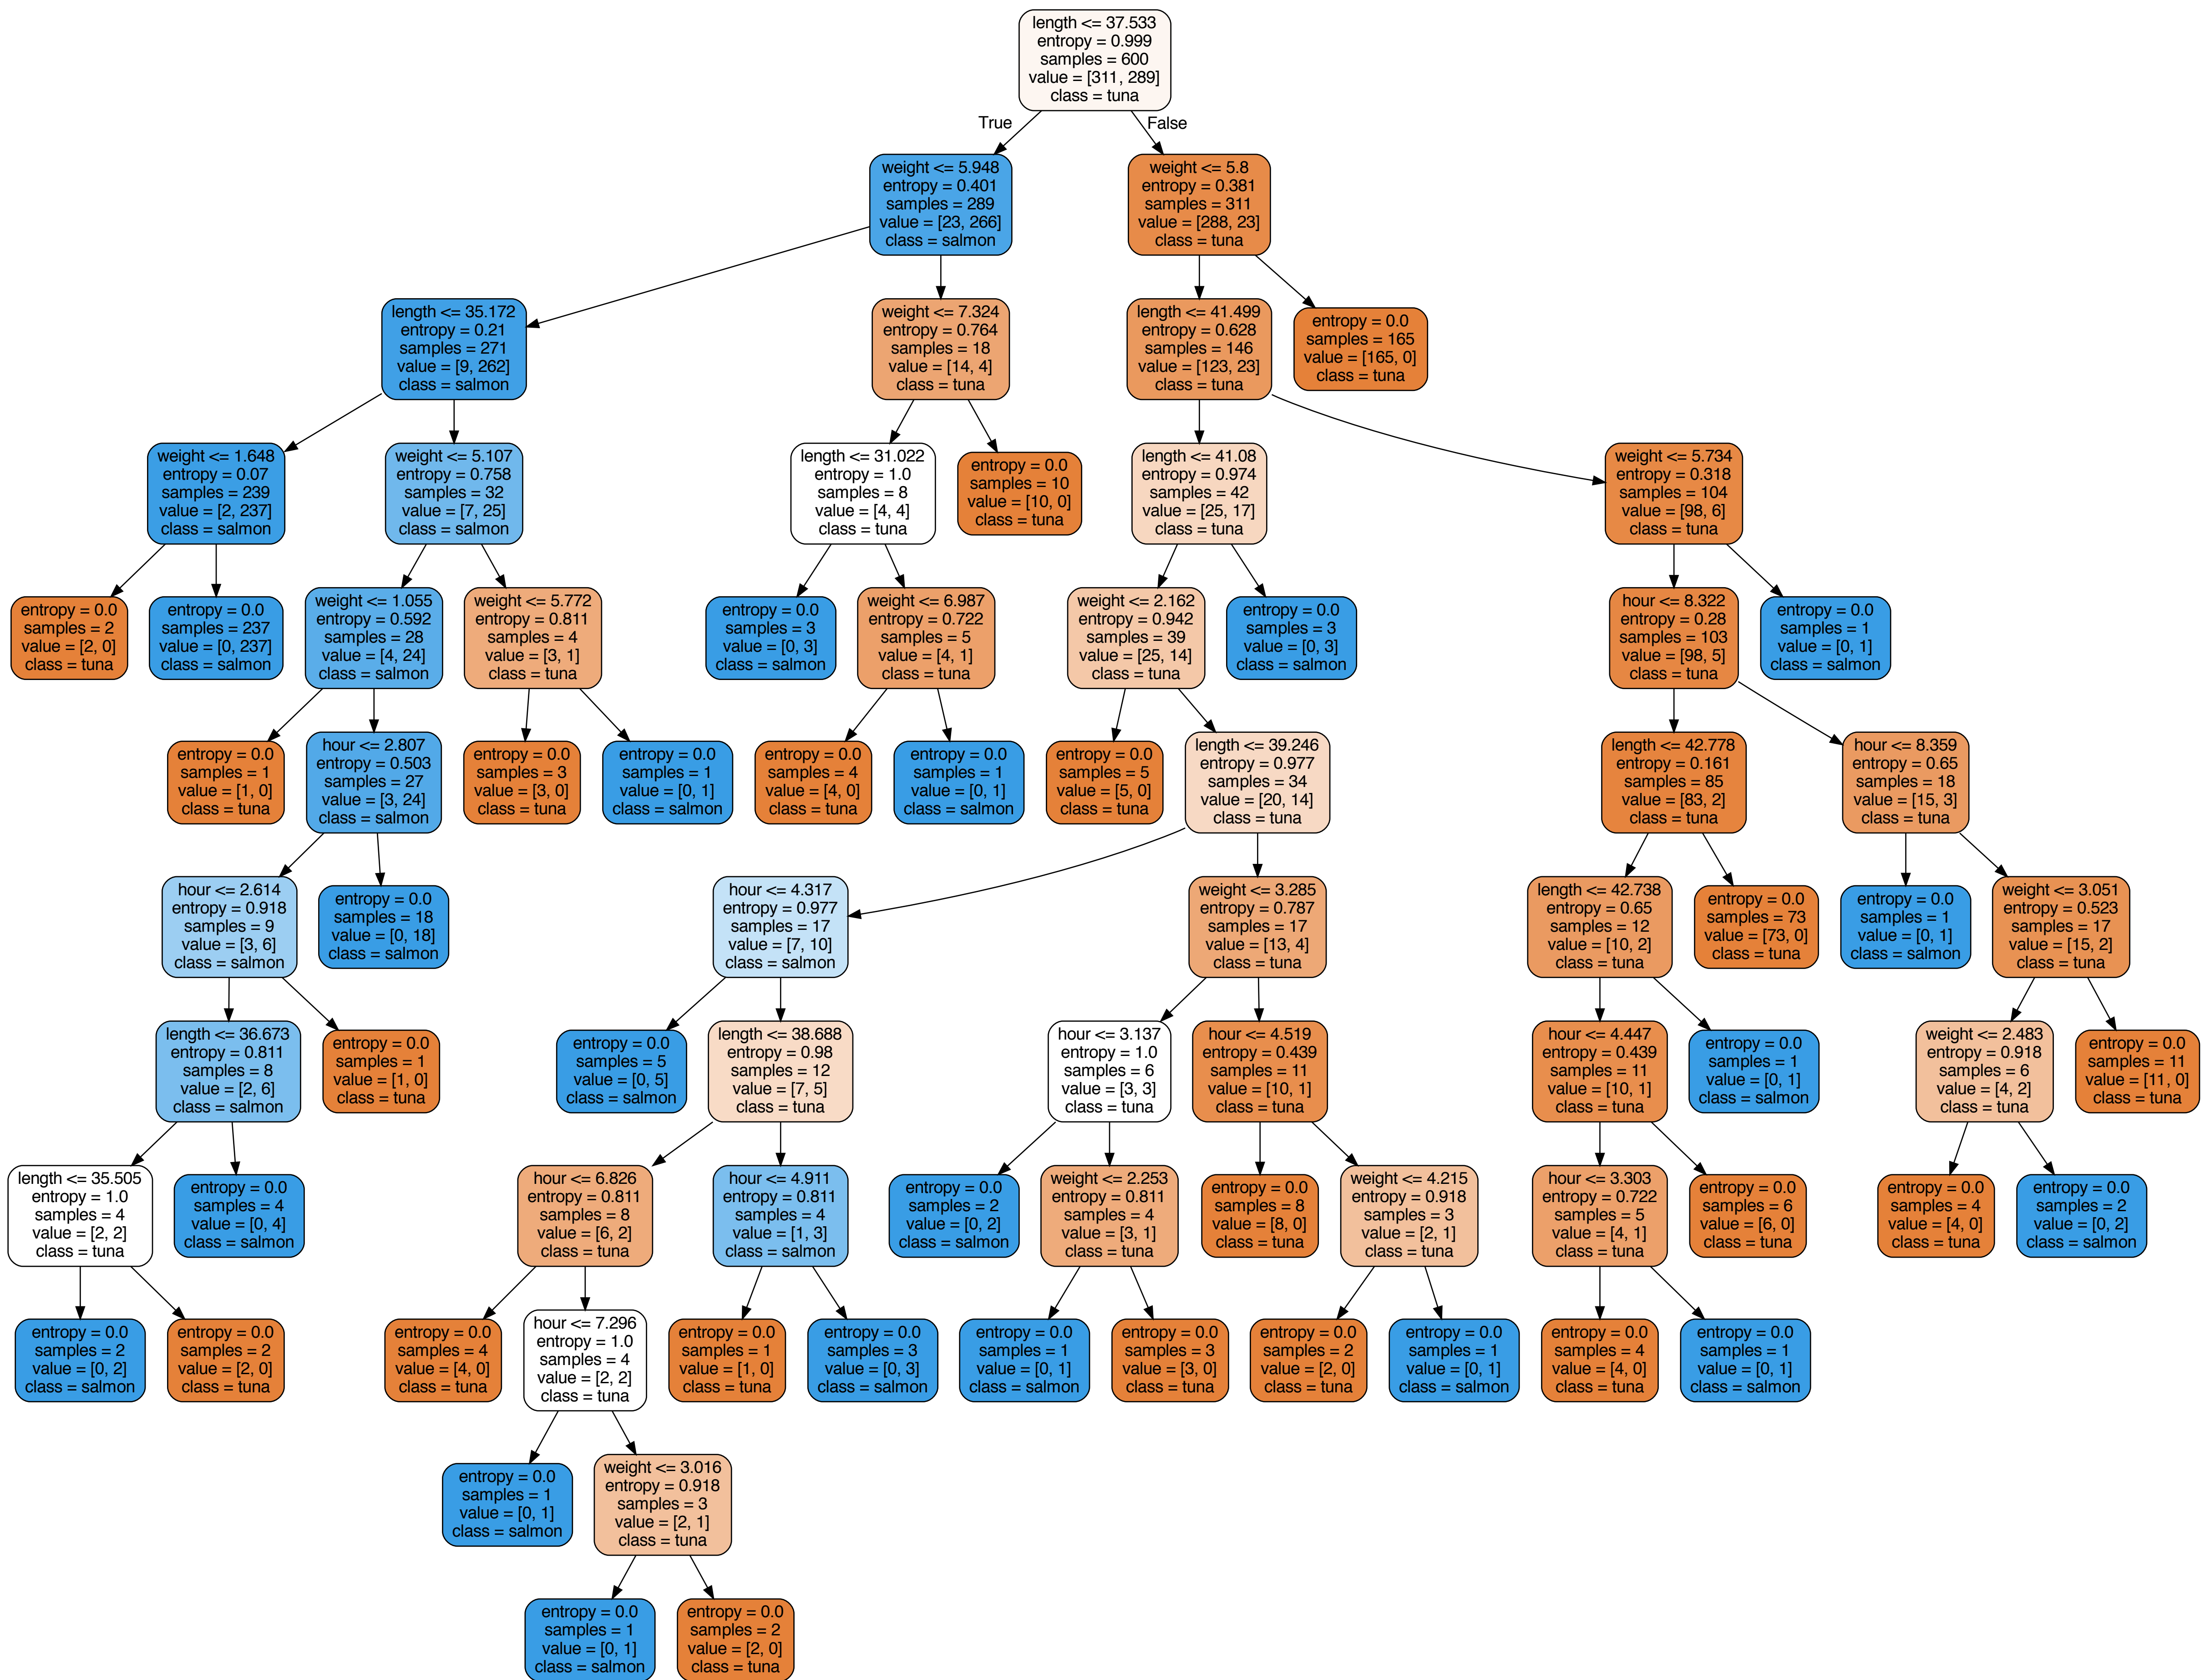 length <= 37.533
entropy = 0.999
samples = 600
value = [311, 289]
class = tuna
True
False
weight <= 5.948
entropy = 0.401
samples = 289
value = [23, 266]
class = salmon
weight <= 5.8
entropy = 0.381
samples = 311
value = [288, 23]
class = tuna
length <= 35.172
entropy = 0.21
samples = 271
value = [9, 262]
class = salmon
weight <= 7.324
entropy = 0.764
samples = 18
value = [14, 4]
class = tuna
length <= 41.499
entropy = 0.628
samples = 146
value = [123, 23]
class = tuna
entropy = 0.0
samples = 165
value = [165, 0]
class = tuna
weight <= 1.648
entropy = 0.07
samples = 239
value = [2, 237]
class = salmon
weight <= 5.107
entropy = 0.758
samples = 32
value = [7, 25]
class = salmon
length <= 31.022
entropy = 1.0
samples = 8
value = [4, 4]
class = tuna
entropy = 0.0
samples = 10
value = [10, 0]
class = tuna
length <= 41.08
entropy = 0.974
samples = 42
value = [25, 17]
class = tuna
weight <= 5.734
entropy = 0.318
samples = 104
value = [98, 6]
class = tuna
entropy = 0.0
samples = 2
value = [2, 0]
class = tuna
entropy = 0.0
samples = 237
value = [0, 237]
class = salmon
weight <= 1.055
entropy = 0.592
samples = 28
value = [4, 24]
class = salmon
weight <= 5.772
entropy = 0.811
samples = 4
value = [3, 1]
class = tuna
entropy = 0.0
samples = 3
value = [0, 3]
class = salmon
weight <= 6.987
entropy = 0.722
samples = 5
value = [4, 1]
class = tuna
weight <= 2.162
entropy = 0.942
samples = 39
value = [25, 14]
class = tuna
entropy = 0.0
samples = 3
value = [0, 3]
class = salmon
hour <= 8.322
entropy = 0.28
samples = 103
value = [98, 5]
class = tuna
entropy = 0.0
samples = 1
value = [0, 1]
class = salmon
entropy = 0.0
samples = 1
value = [1, 0]
class = tuna
hour <= 2.807
entropy = 0.503
samples = 27
value = [3, 24]
class = salmon
entropy = 0.0
samples = 3
value = [3, 0]
class = tuna
entropy = 0.0
samples = 1
value = [0, 1]
class = salmon
entropy = 0.0
samples = 4
value = [4, 0]
class = tuna
entropy = 0.0
samples = 1
value = [0, 1]
class = salmon
entropy = 0.0
samples = 5
value = [5, 0]
class = tuna
length <= 39.246
entropy = 0.977
samples = 34
value = [20, 14]
class = tuna
length <= 42.778
entropy = 0.161
samples = 85
value = [83, 2]
class = tuna
hour <= 8.359
entropy = 0.65
samples = 18
value = [15, 3]
class = tuna
hour <= 2.614
entropy = 0.918
samples = 9
value = [3, 6]
class = salmon
entropy = 0.0
samples = 18
value = [0, 18]
class = salmon
hour <= 4.317
entropy = 0.977
samples = 17
value = [7, 10]
class = salmon
weight <= 3.285
entropy = 0.787
samples = 17
value = [13, 4]
class = tuna
length <= 42.738
entropy = 0.65
samples = 12
value = [10, 2]
class = tuna
entropy = 0.0
samples = 73
value = [73, 0]
class = tuna
entropy = 0.0
samples = 1
value = [0, 1]
class = salmon
weight <= 3.051
entropy = 0.523
samples = 17
value = [15, 2]
class = tuna
length <= 36.673
entropy = 0.811
samples = 8
value = [2, 6]
class = salmon
entropy = 0.0
samples = 1
value = [1, 0]
class = tuna
entropy = 0.0
samples = 5
value = [0, 5]
class = salmon
length <= 38.688
entropy = 0.98
samples = 12
value = [7, 5]
class = tuna
hour <= 3.137
entropy = 1.0
samples = 6
value = [3, 3]
class = tuna
hour <= 4.519
entropy = 0.439
samples = 11
value = [10, 1]
class = tuna
hour <= 4.447
entropy = 0.439
samples = 11
value = [10, 1]
class = tuna
entropy = 0.0
samples = 1
value = [0, 1]
class = salmon
weight <= 2.483
entropy = 0.918
samples = 6
value = [4, 2]
class = tuna
entropy = 0.0
samples = 11
value = [11, 0]
class = tuna
length <= 35.505
entropy = 1.0
samples = 4
value = [2, 2]
class = tuna
entropy = 0.0
samples = 4
value = [0, 4]
class = salmon
hour <= 6.826
entropy = 0.811
samples = 8
value = [6, 2]
class = tuna
hour <= 4.911
entropy = 0.811
samples = 4
value = [1, 3]
class = salmon
entropy = 0.0
samples = 2
value = [0, 2]
class = salmon
weight <= 2.253
entropy = 0.811
samples = 4
value = [3, 1]
class = tuna
entropy = 0.0
samples = 8
value = [8, 0]
class = tuna
weight <= 4.215
entropy = 0.918
samples = 3
value = [2, 1]
class = tuna
hour <= 3.303
entropy = 0.722
samples = 5
value = [4, 1]
class = tuna
entropy = 0.0
samples = 6
value = [6, 0]
class = tuna
entropy = 0.0
samples = 4
value = [4, 0]
class = tuna
entropy = 0.0
samples = 2
value = [0, 2]
class = salmon
entropy = 0.0
samples = 2
value = [0, 2]
class = salmon
entropy = 0.0
samples = 2
value = [2, 0]
class = tuna
entropy = 0.0
samples = 4
value = [4, 0]
class = tuna
hour <= 7.296
entropy = 1.0
samples = 4
value = [2, 2]
class = tuna
entropy = 0.0
samples = 1
value = [1, 0]
class = tuna
entropy = 0.0
samples = 3
value = [0, 3]
class = salmon
entropy = 0.0
samples = 1
value = [0, 1]
class = salmon
entropy = 0.0
samples = 3
value = [3, 0]
class = tuna
entropy = 0.0
samples = 2
value = [2, 0]
class = tuna
entropy = 0.0
samples = 1
value = [0, 1]
class = salmon
entropy = 0.0
samples = 4
value = [4, 0]
class = tuna
entropy = 0.0
samples = 1
value = [0, 1]
class = salmon
entropy = 0.0
samples = 1
value = [0, 1]
class = salmon
weight <= 3.016
entropy = 0.918
samples = 3
value = [2, 1]
class = tuna
entropy = 0.0
samples = 1
value = [0, 1]
class = salmon
entropy = 0.0
samples = 2
value = [2, 0]
class = tuna